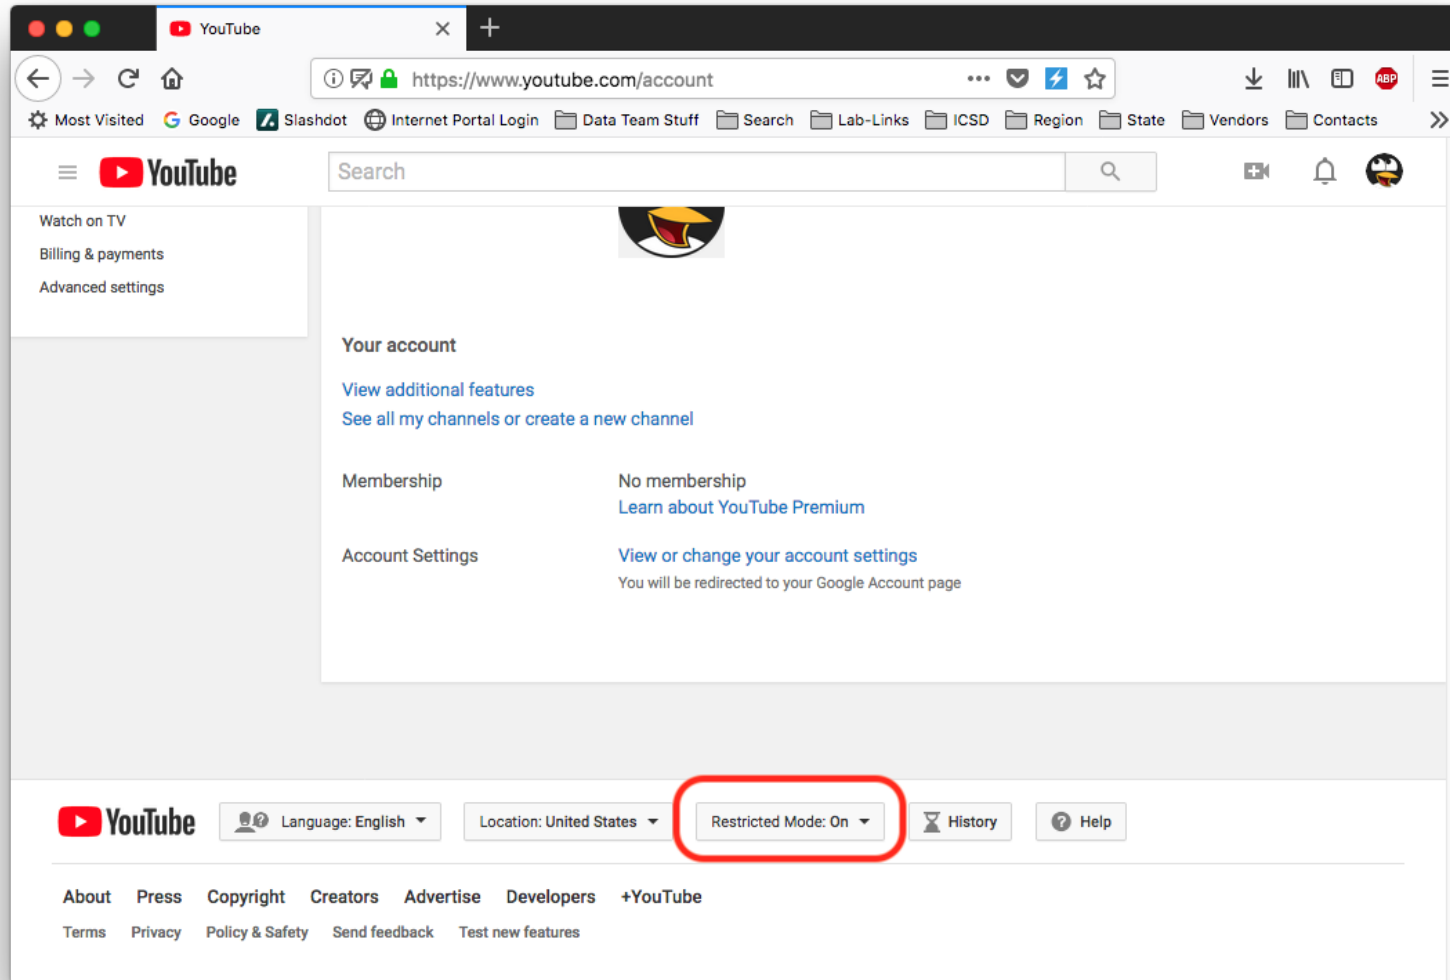 YouTube
https://www.youtube.com/account
ABP
Most Visited Google Slashdot Internet Portal Login Data Team Stuff Search Lab-Links ICSD Region State Vendors Contacts
YouTube Search
Watch on TV
Billing & payments
Advanced settings
Your account
View additional features
See all my channels or create a new channel
Membership No membership
Learn about YouTube Premium
Account Settings View or change your account settings
You will be redirected to your Google Account page
YouTube Language: English Location: United States Restricted Mode: On History Help
About Press Copyright Creators Advertise Developers +YouTube
Terms Privacy Policy & Safety Send feedback Test new features